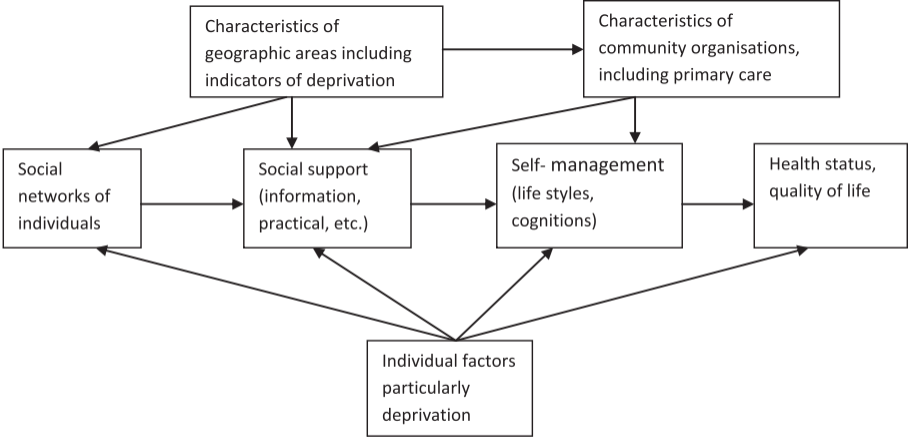 Characteristics of
geographic areas including
indicators of deprivation
Characteristics of
community organisations,
including primary care
Social
networks of
individuals
Social support
(information,
practical, etc.)
Self- management
(life styles,
cognitions)
Health status,
quality of life
Individual factors
particularly
deprivation